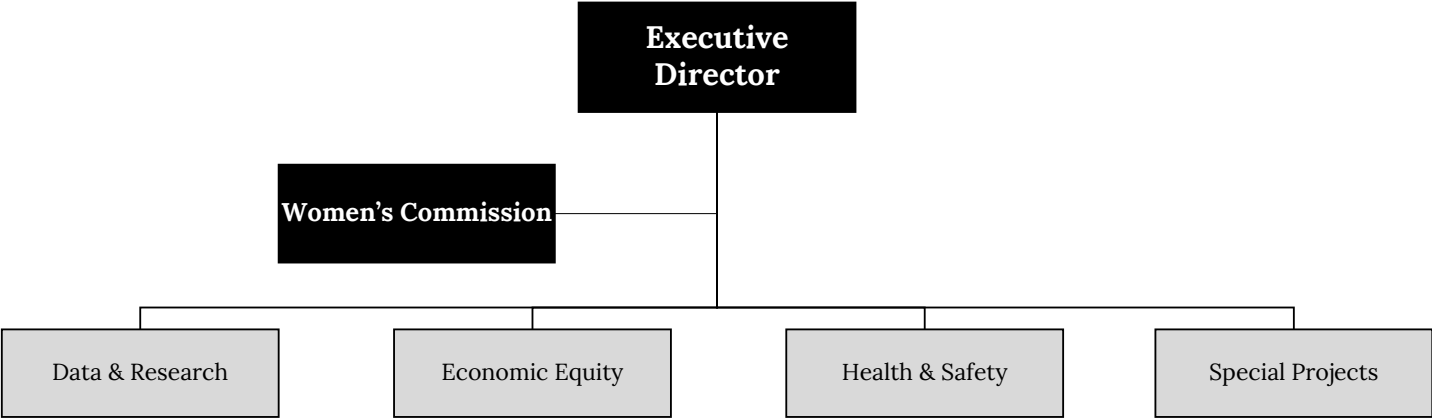 Executive
Director
Women’s Commission
Data & Research
Economic Equity
Health & Safety
Special Projects